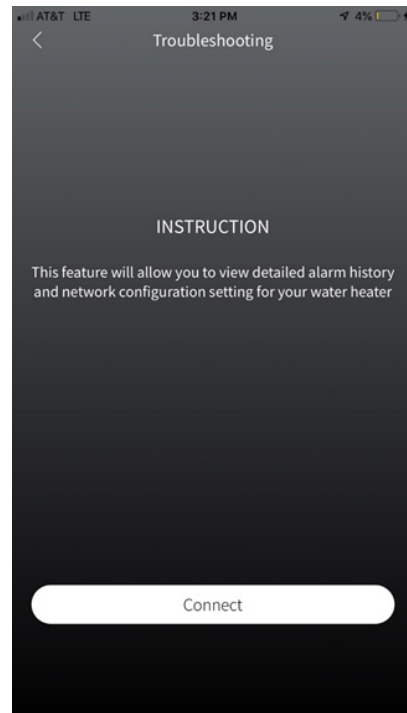 AT&T LTE 3:21 PM 4%
Troubleshooting
INSTRUCTION
This feature will allow you to view detailed alarm history
and network configuration setting for your water heater
Connect